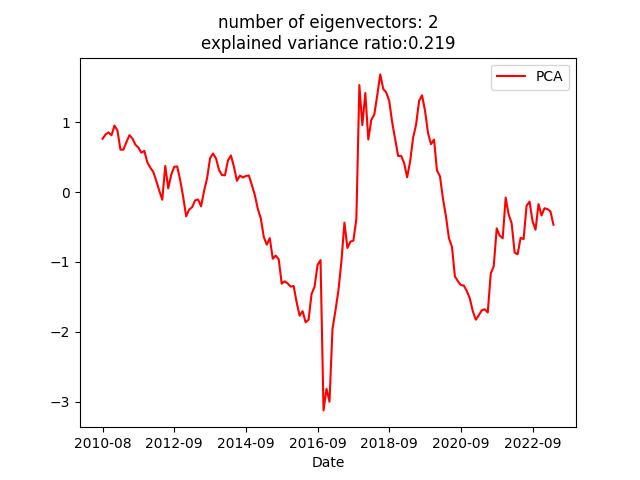 number of eigenvectors: 2
explained variance ratio:0.219
PCA
1
0
−1
−2
−3
2010-08 2012-09 2014-09 2016-09 2018-09 2020-09 2022-09
Date